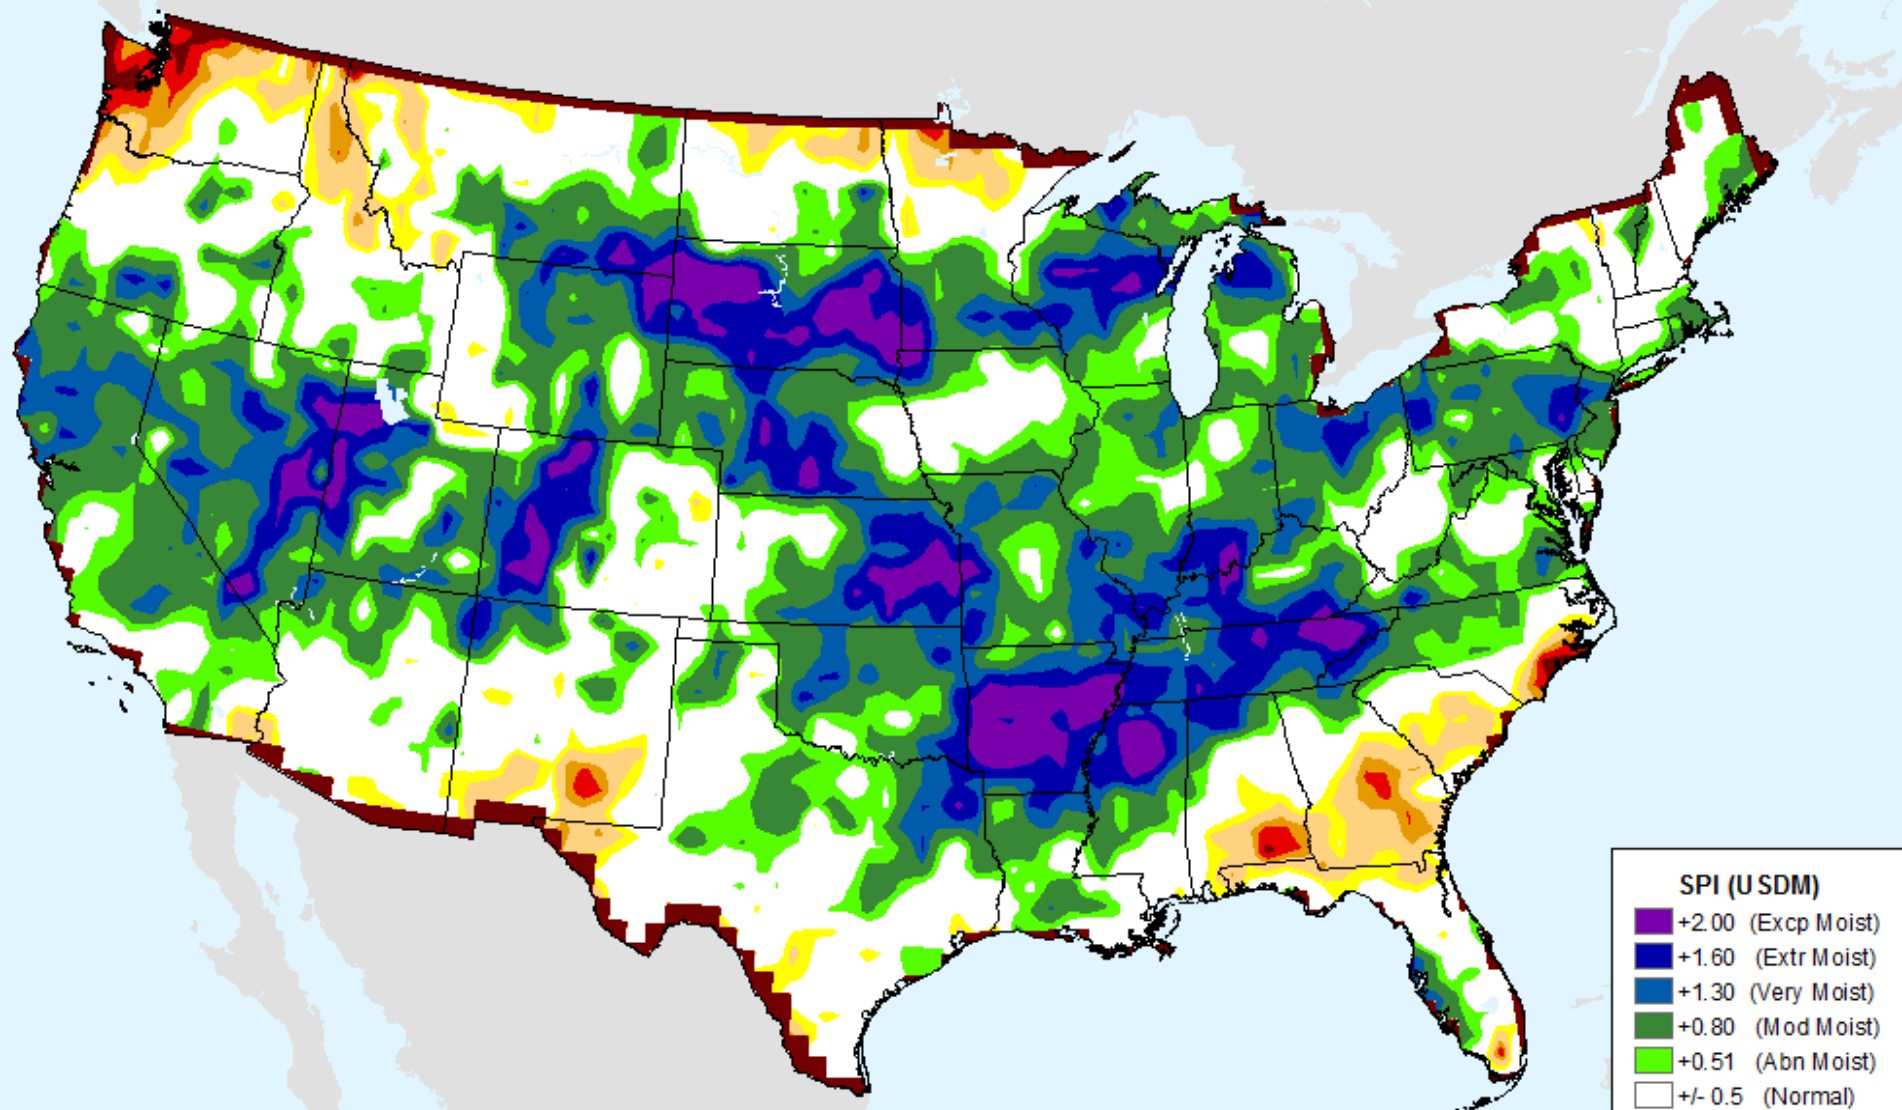 SPI (USDM)
+2.00 (Excp Moist)
+1.60 (Extr Moist)
+1.30 (Very Moist)
+0.80 (Mod Moist)
+0.51 (Abn Moist)
+/- 0.5 (Normal)